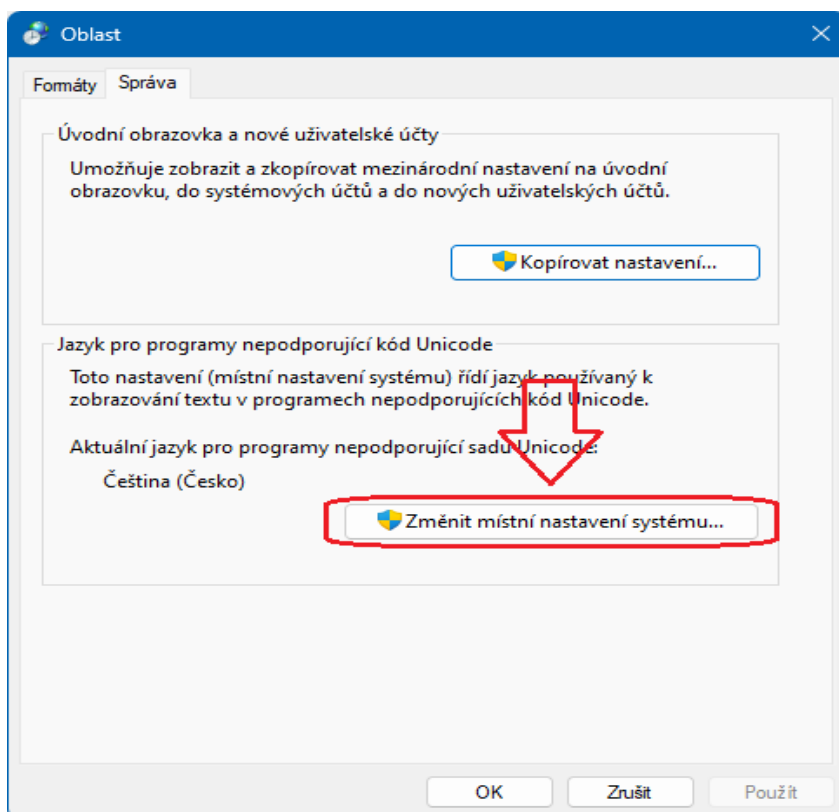 Oblast
Formáty
Správa
Úvodní obrazovka a nové uživatelské účty
Umožňuje zobrazit a zkopírovat mezinárodní nastavení na úvodní
obrazovku, do systémových účtů a do nových uživatelských účtů.
Kopírovat nastavení...
Jazyk pro programy nepodporující kód Unicode
Toto nastavení (místní nastavení systému) řídí jazyk používaný k
zobrazování textu v programech nepodporujících kód Unicode.
Aktuální jazyk pro programy nepodporující sadu Unicode:
Čeština (Česko)
Změnit místní nastavení systému...
OK
Zrušit
Použít